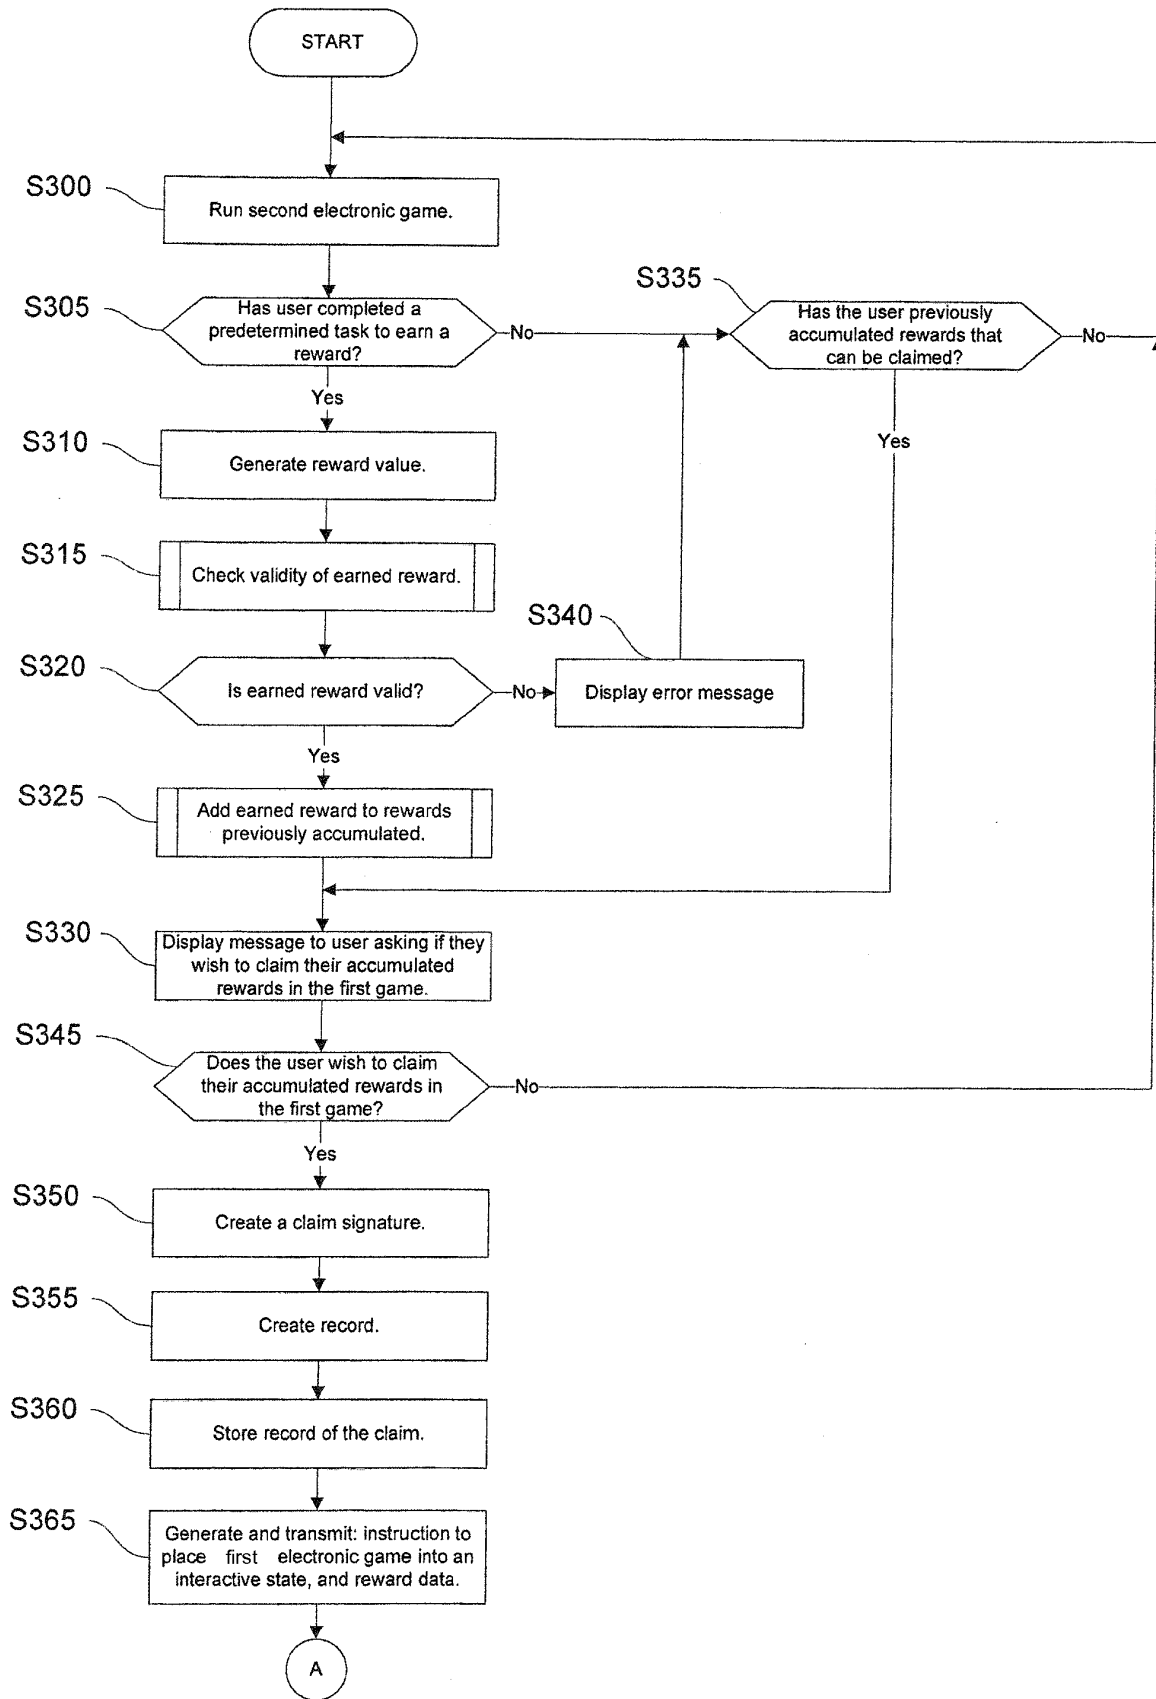 START
S300
Run second electronic game.
S305
Has user completed a
predetermined task to earn a
reward?
No
S335
Has the user previously
accumulated rewards that
can be claimed?
No
Yes
Yes
S310
Generate reward value.
S315
Check validity of earned reward.
S320
Is earned reward valid?
No
S340
Display error message
Yes
S325
Add earned reward to rewards
previously accumulated.
S330
Display message to user asking if they
wish to claim their accumulated
rewards in the first game.
S345
Does the user wish to claim
their accumulated rewards in
the first game?
No
Yes
S350
Create a claim signature.
S355
Create record.
S360
Store record of the claim.
S365
Generate and transmit: instruction to
place first electronic game into an
interactive state, and reward data.
A